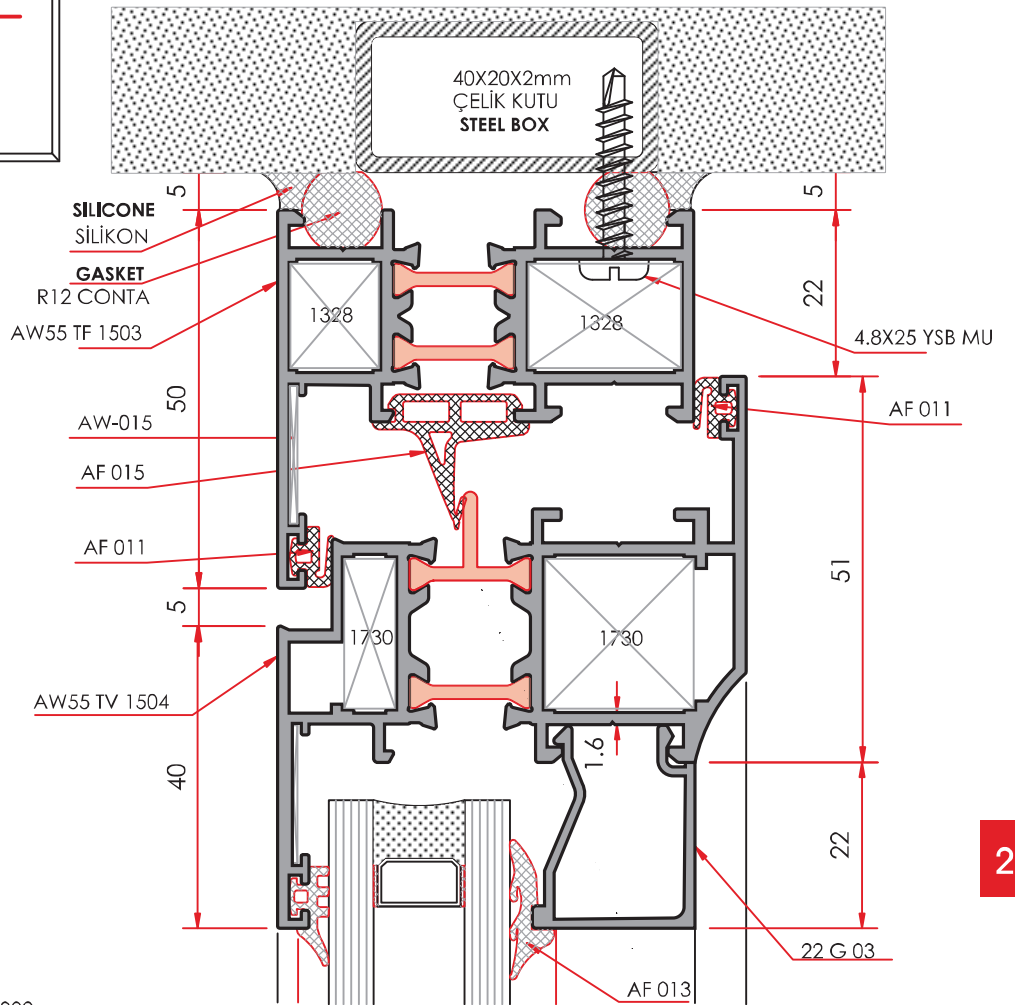 40X20X2mm
ÇELİK KUTU
STEEL BOX
5
5
SILICONE
SİLİKON
GASKET
R12 CONTA
AW55 TF 1503
1328
1328
22
4.8X25 YSB MU
50
AW-015
AF 011
AF 015
AF 011
51
5
1730
1730
AW55 TV 1504
1.6
40
22
2
22 G 03
AF 013